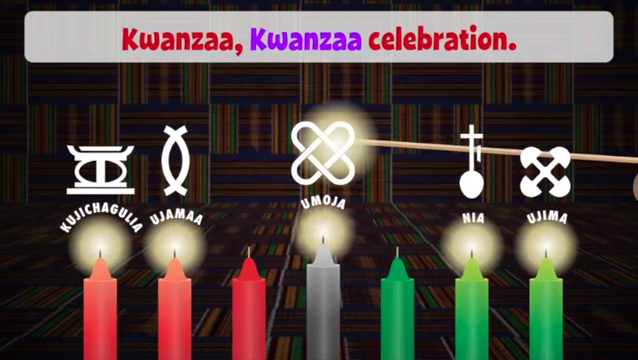 Kwanzaa, Kwanzaa celebration.
KUJICHAGULIA
UJAMAA
UMOJA
NIA
UJIMA